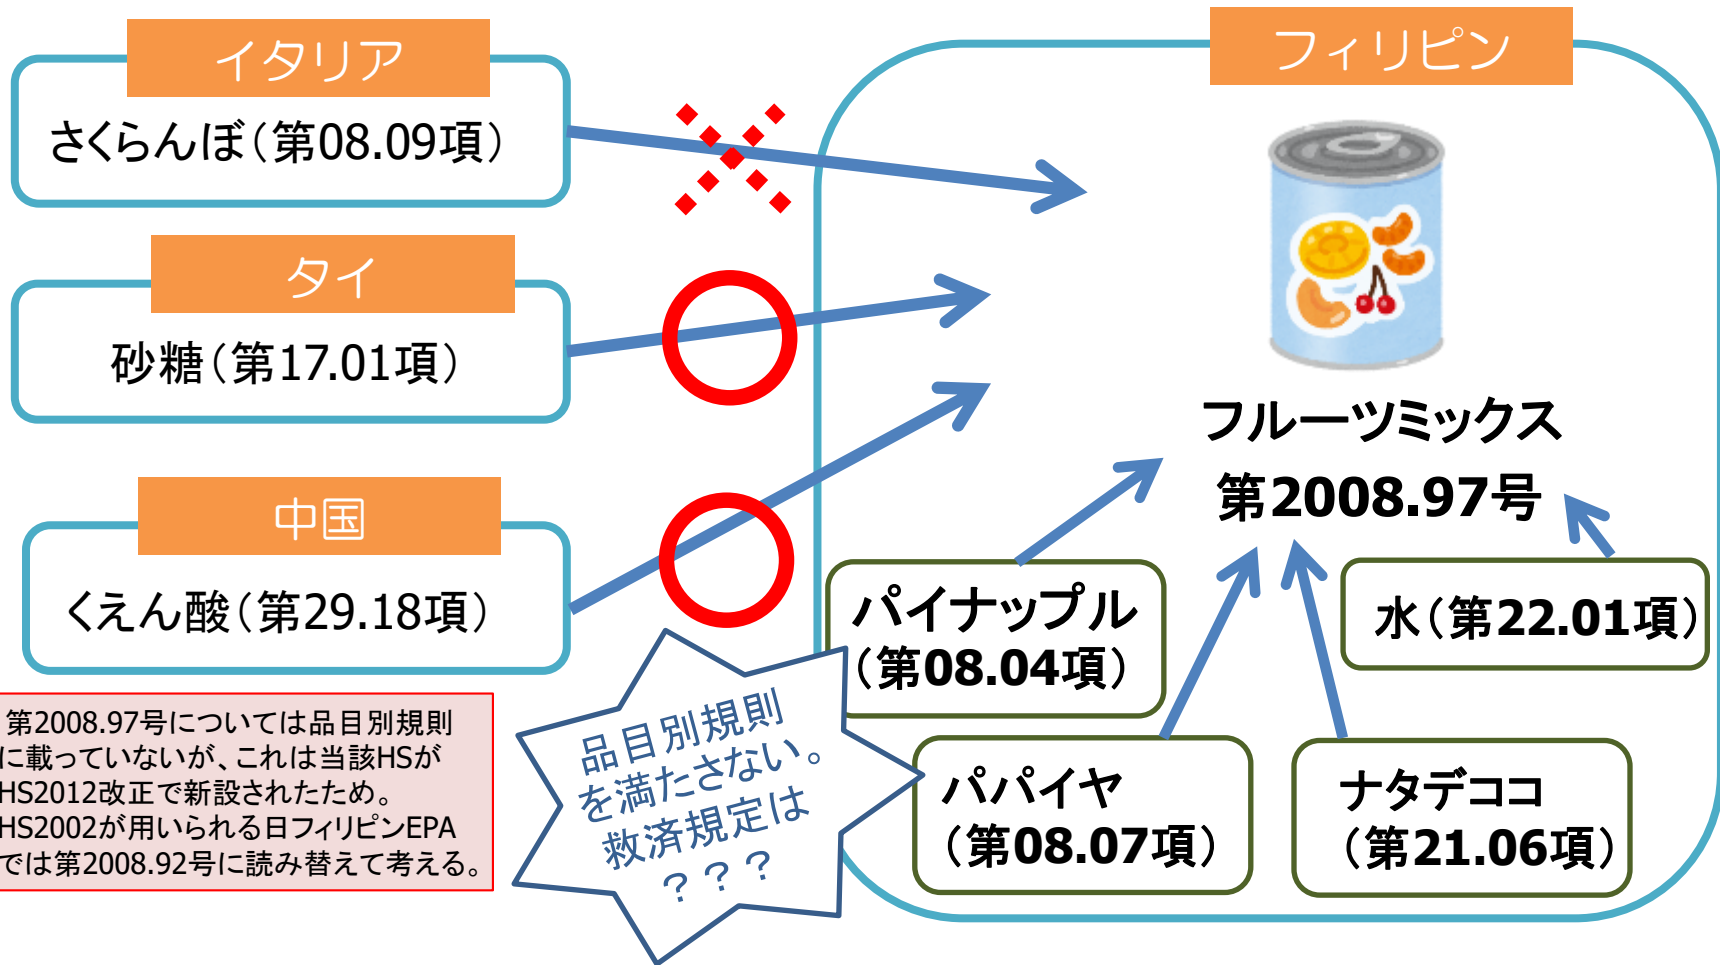 イタリア
さくらんぼ（第08.09項）
タイ
砂糖（第17.01項）
中国
くえん酸（第29.18項）
第2008.97号については品目別規則
に載っていないが、これは当該HSが
HS2012改正で新設されたため。
HS2002が用いられる日フィリピンEPA
では第2008.92号に読み替えて考える。
品目別規則
を満たさない。
救済規定は
？？？
フィリピン
フルーツミックス
第2008.97号
パイナップル
（第08.04項）
水（第22.01項）
パパイヤ
（第08.07項）
ナタデココ
（第21.06項）